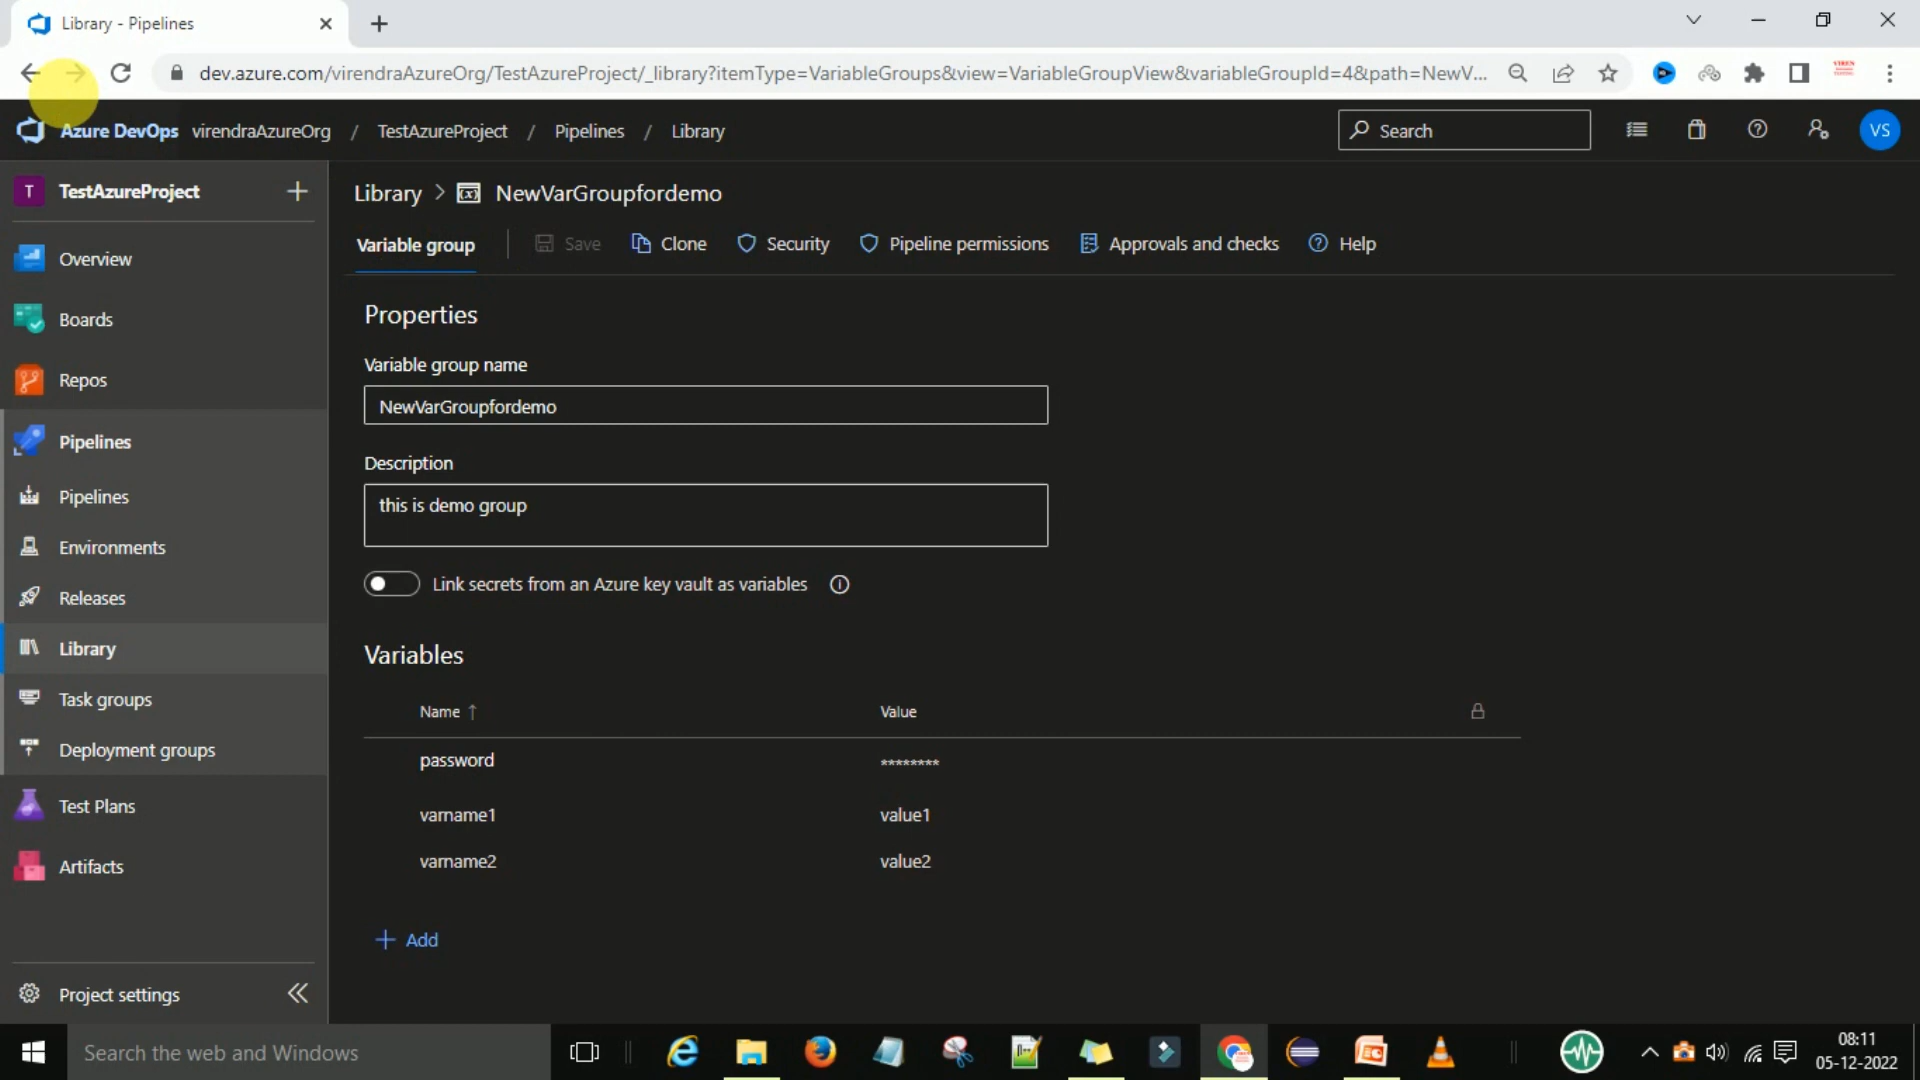 Library - Pipelines
dev.azure.com/virendraAzureOrg/TestAzureProject/_library?itemType=VariableGroups&view=VariableGroupView&variableGroupId=4&path=NewV...
VIREN
Azure DevOps virendraAzureOrg / TestAzureProject / Pipelines / Library
Search
VS
T TestAzureProject
Overview
Boards
Repos
Pipelines
Pipelines
Environments
Releases
Library
Task groups
Deployment groups
Test Plans
Artifacts
Project settings
Library > NewVarGroupfordemo
Variable group Save Clone Security Pipeline permissions Approvals and checks Help
Properties
Variable group name
NewVarGroupfordemo
Description
this is demo group
Link secrets from an Azure key vault as variables
Variables
Name ↑ Value
password ********
varname1 value1
varname2 value2
+ Add
Search the web and Windows
08:11
05-12-2022